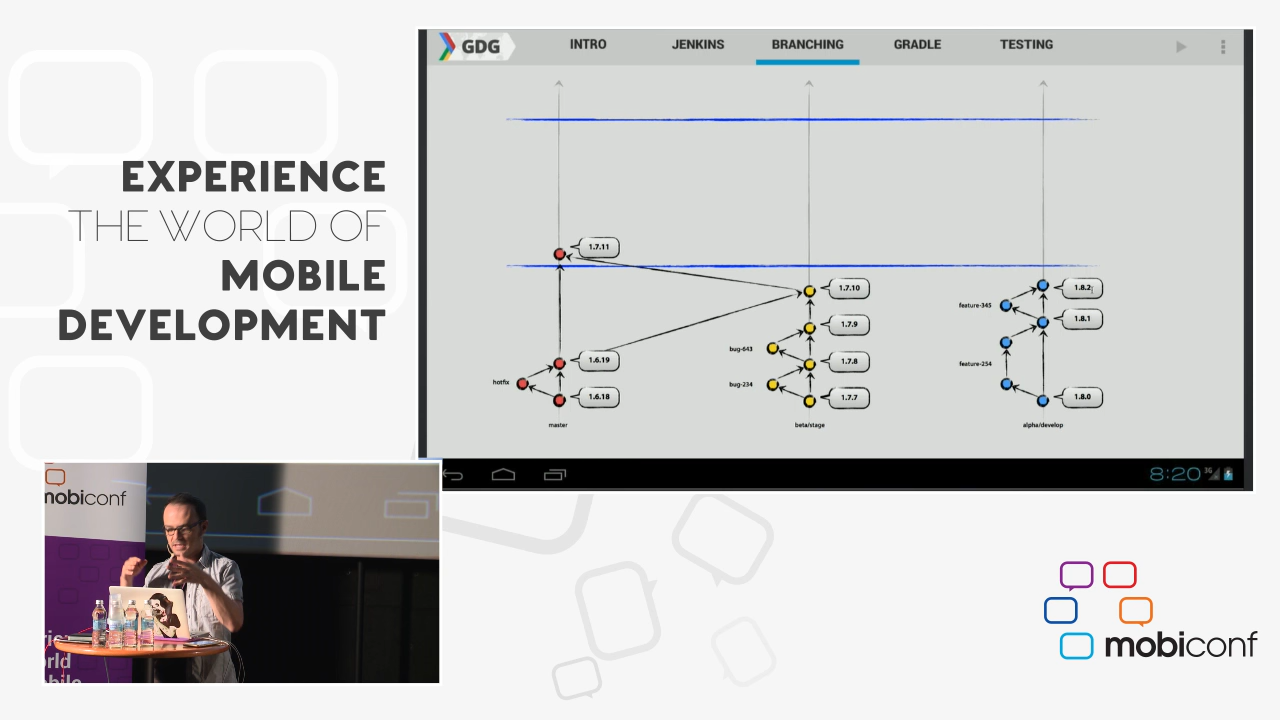 EXPERIENCE
THE WORLD OF
MOBILE
DEVELOPMENT
GDG
INTRO
JENKINS
BRANCHING
GRADLE
TESTING
1.7.11
1.7.10
1.8.2
feature-345
1.8.1
1.7.9
bug-643
1.6.19
1.7.8
feature-254
hotfix
bug-234
1.6.18
1.7.7
1.8.0
master
beta/stage
alpha/develop
8:20
3G
mobiconf
mobiconf